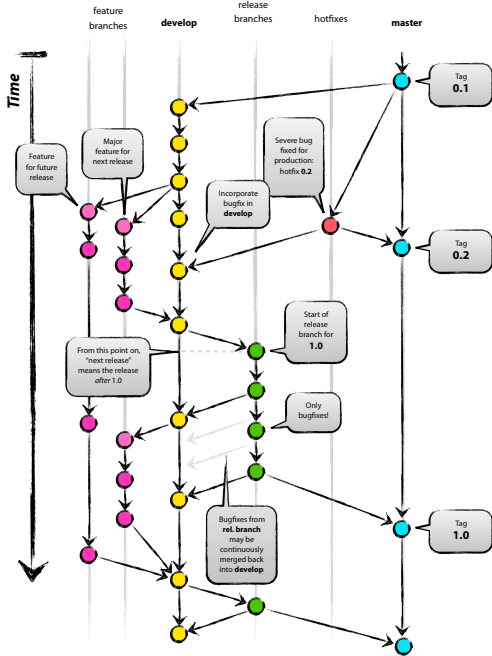 feature
branches
develop
release
branches
hotfixes
master
Time
Tag
0.1
Major
feature for
next release
Severe bug
fixed for
production:
hotfix 0.2
Feature
for future
release
Incorporate
bugfix in
develop
Tag
0.2
Start of
release
branch for
1.0
From this point on,
“next release”
means the release
after 1.0
Only
bugfixes!
Bugfixes from
rel. branch
may be
continuously
merged back
into develop
Tag
1.0